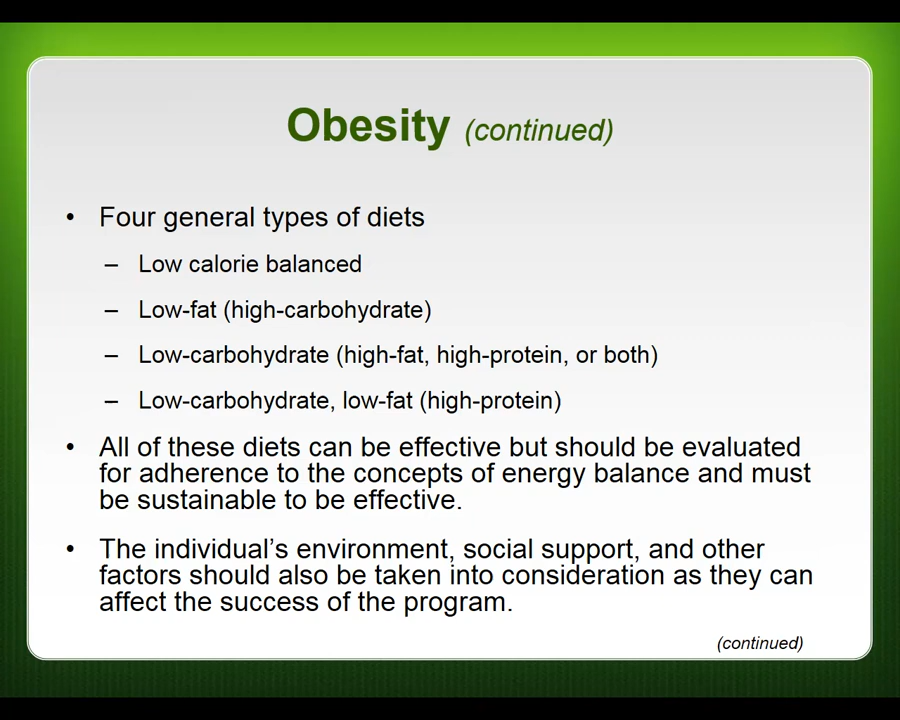 Obesity (continued)
• Four general types of diets
– Low calorie balanced
– Low-fat (high-carbohydrate)
– Low-carbohydrate (high-fat, high-protein, or both)
– Low-carbohydrate, low-fat (high-protein)
• All of these diets can be effective but should be evaluated
for adherence to the concepts of energy balance and must
be sustainable to be effective.
• The individual’s environment, social support, and other
factors should also be taken into consideration as they can
affect the success of the program.
(continued)